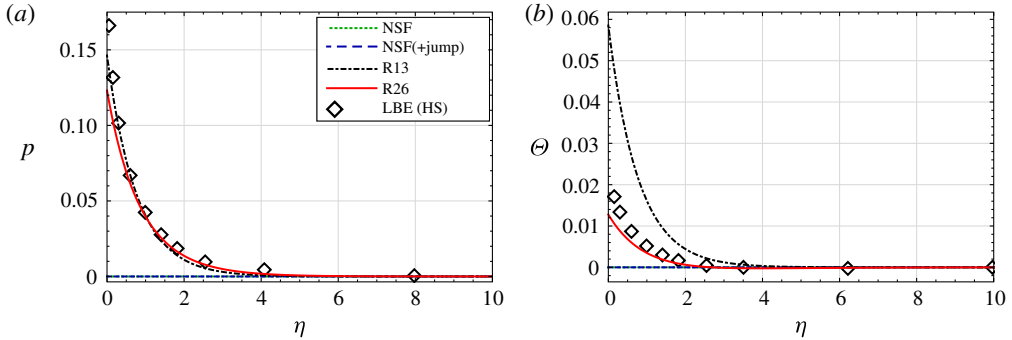 (a)
0.15
0.10
p
0.05
0
0 2 4 6 8 10
η
NSF
NSF(+jump)
R13
R26
LBE (HS)
(b)
0.06
0.05
0.04
0.03
Θ
0.02
0.01
0
0 2 4 6 8 10
η